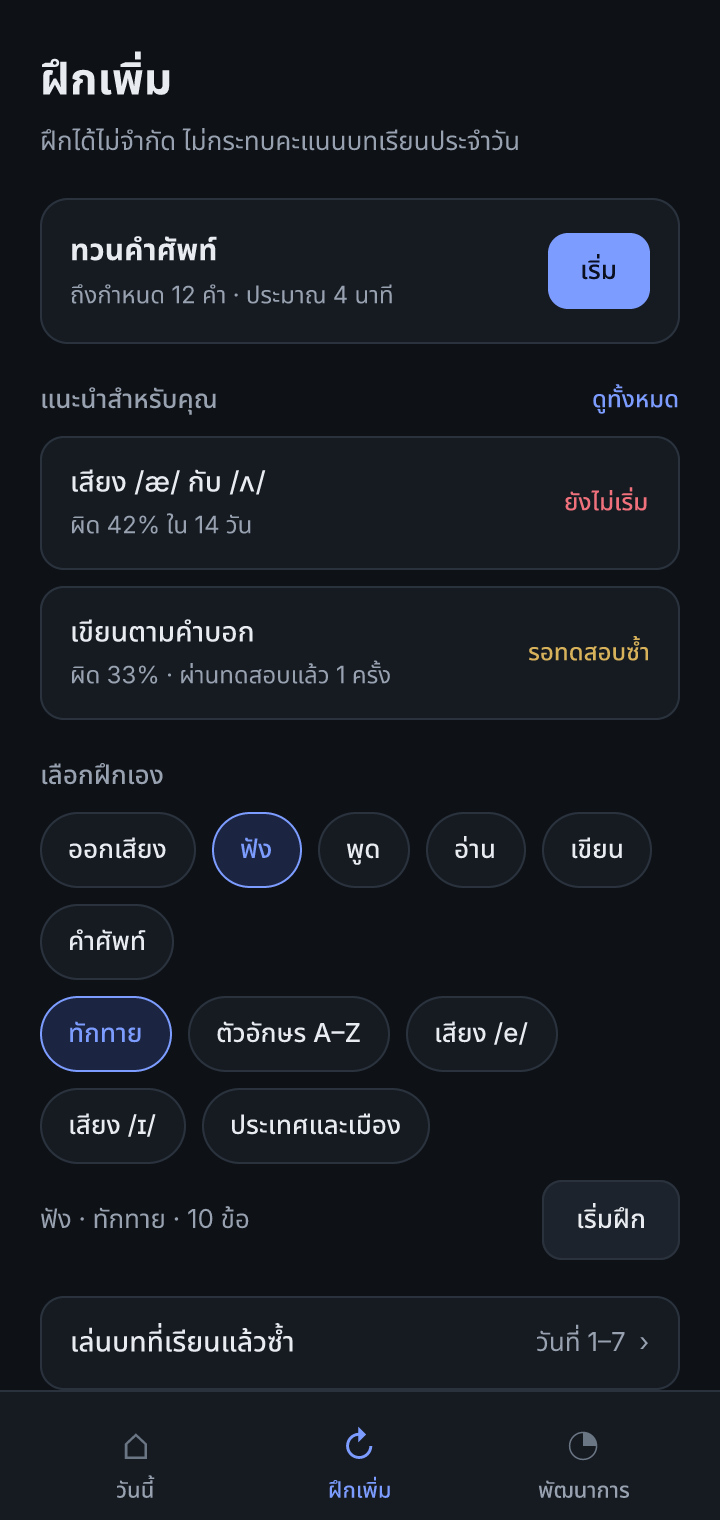 ฝึกเพิ่ม
ฝึกได้ไม่จำกัด ไม่กระทบคะแนนบทเรียนประจำวัน
ทวนคำศัพท์
ถึงกำหนด 12 คำ · ประมาณ 4 นาที
เริ่ม
แนะนำสำหรับคุณ
ดูทั้งหมด
เสียง /æ/ กับ /ʌ/
ผิด 42% ใน 14 วัน
ยังไม่เริ่ม
เขียนตามคำบอก
ผิด 33% · ผ่านทดสอบแล้ว 1 ครั้ง
รอทดสอบซ้ำ
เลือกฝึกเอง
ออกเสียง ฟัง พูด อ่าน เขียน
คำศัพท์
ทักทาย ตัวอักษร A–Z เสียง /e/
เสียง /ɪ/ ประเทศและเมือง
ฟัง · ทักทาย · 10 ข้อ
เริ่มฝึก
เล่นบทที่เรียนแล้วซ้ำ วันที่ 1–7 ›
วันนี้ ฝึกเพิ่ม พัฒนาการ